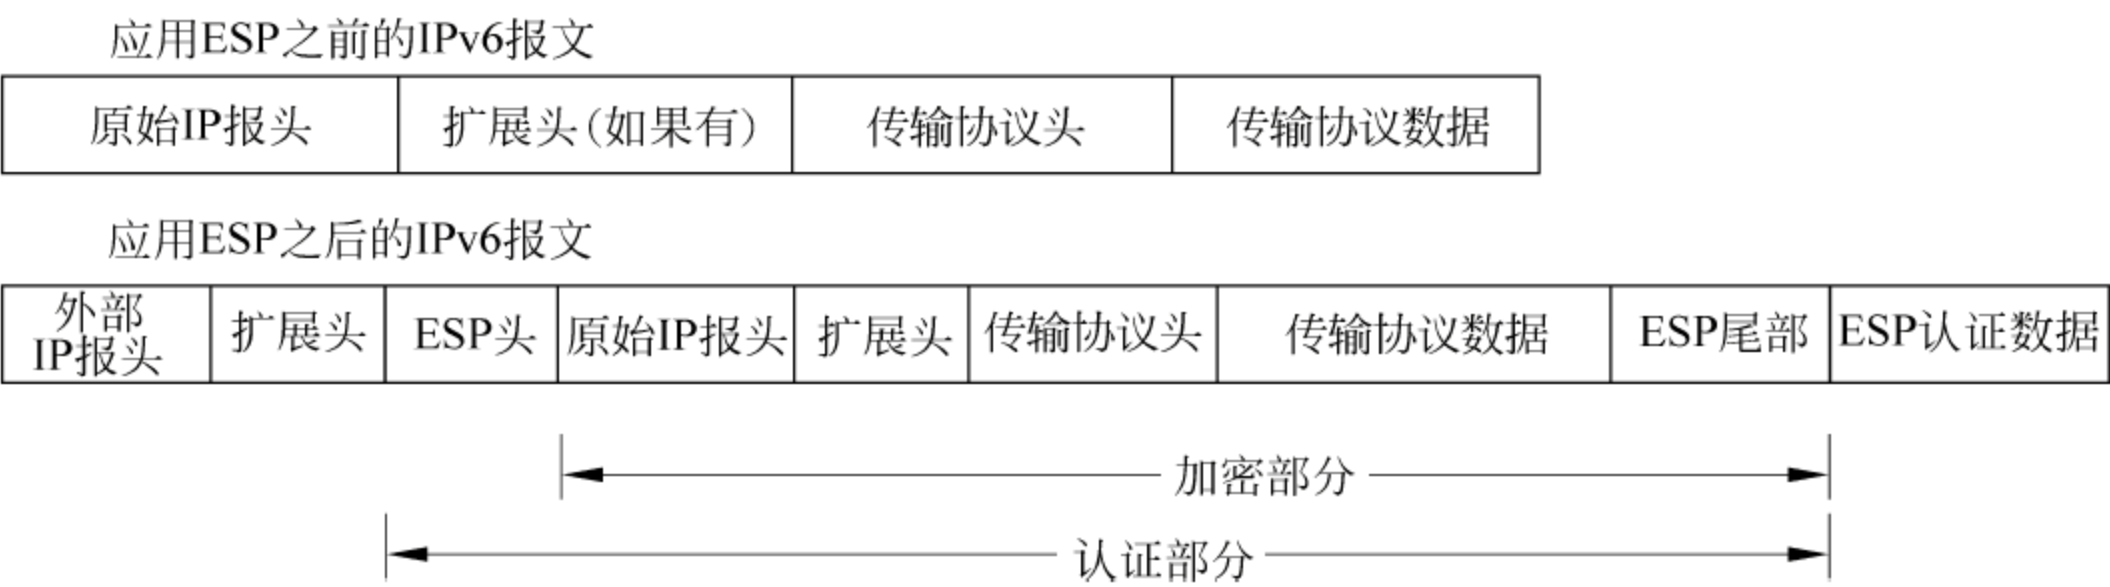 应用ESP之前的IPv6报文
原始IP报头 扩展头(如果有) 传输协议头 传输协议数据
应用ESP之后的IPv6报文
外部
IP报头 扩展头 ESP头 原始IP报头 扩展头 传输协议头 传输协议数据 ESP尾部 ESP认证数据
加密部分
认证部分